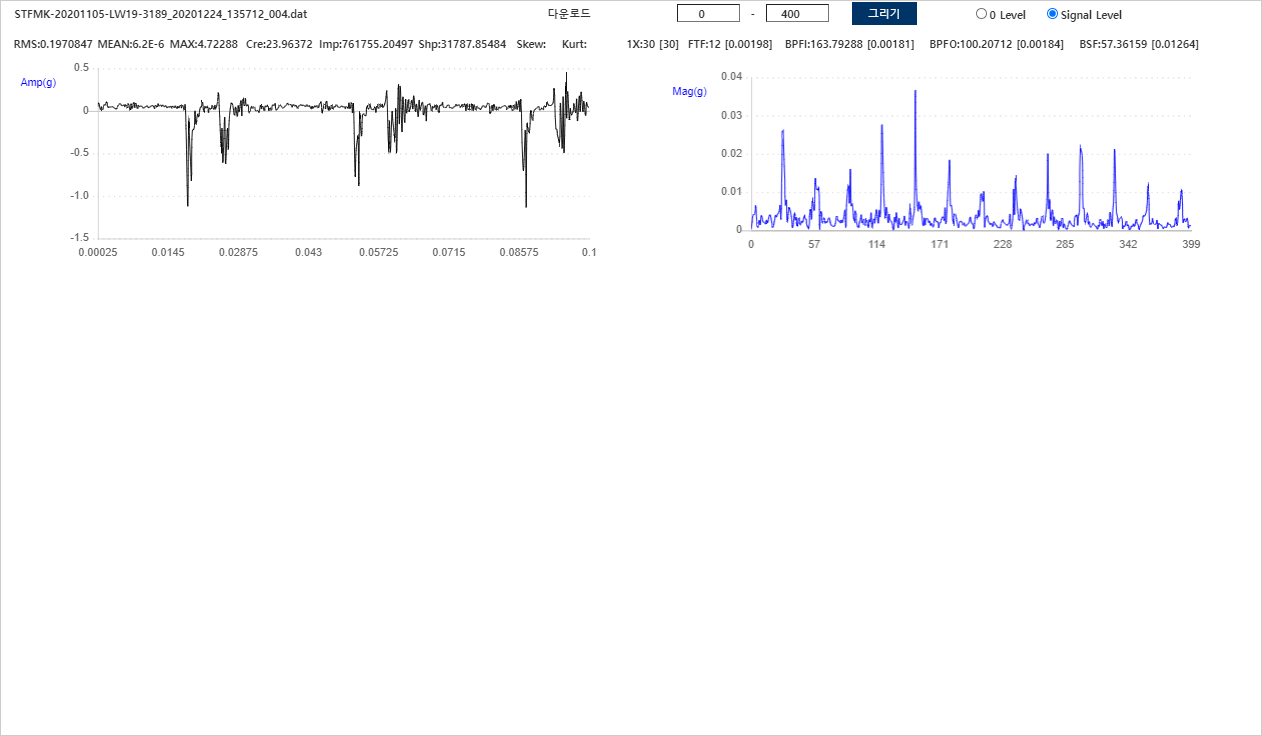 STFMK-20201105-LW19-3189_20201224_135712_004.dat 다운로드 0 - 400 그리기 0 Level Signal Level
RMS:0.1970847 MEAN:6.2E-6 MAX:4.72288 Cre:23.96372 Imp:761755.20497 Shp:31787.85484 Skew: Kurt: 1X:30 [30] FTF:12 [0.00198] BPFI:163.79288 [0.00181] BPFO:100.20712 [0.00184] BSF:57.36159 [0.01264]
Amp(g)
0.5
0
-0.5
-1.0
-1.5
0.00025 0.0145 0.02875 0.043 0.05725 0.0715 0.08575 0.1
Mag(g)
0.04
0.03
0.02
0.01
0
0 57 114 171 228 285 342 399